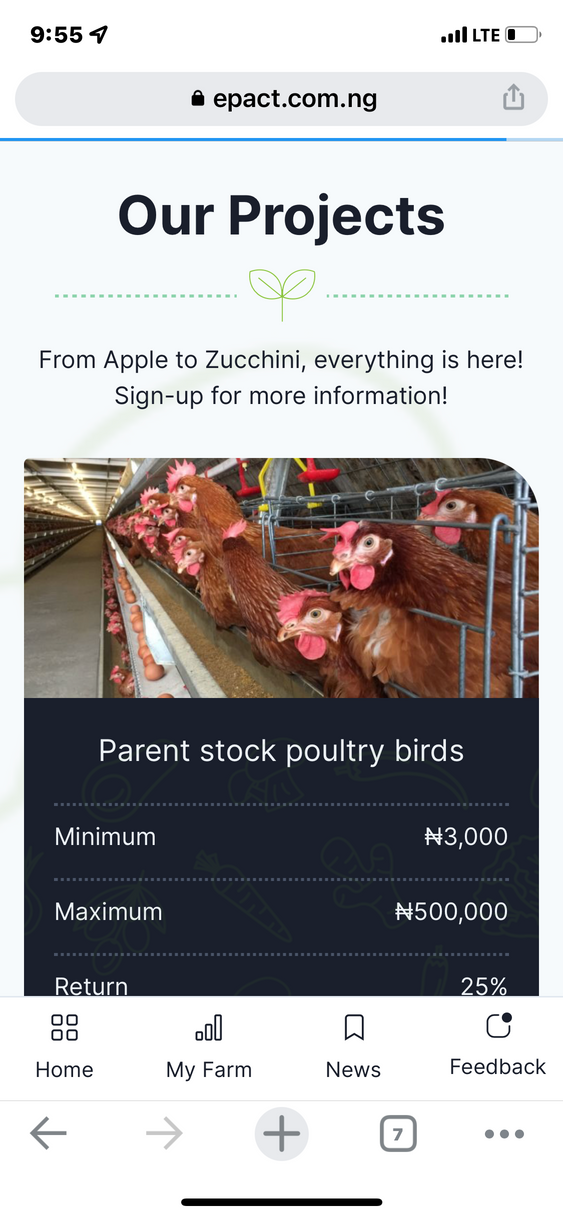 9:55
LTE
epact.com.ng
Our Projects
From Apple to Zucchini, everything is here!
Sign-up for more information!
Parent stock poultry birds
Minimum ₦3,000
Maximum ₦500,000
Return 25%
Home My Farm News Feedback
7